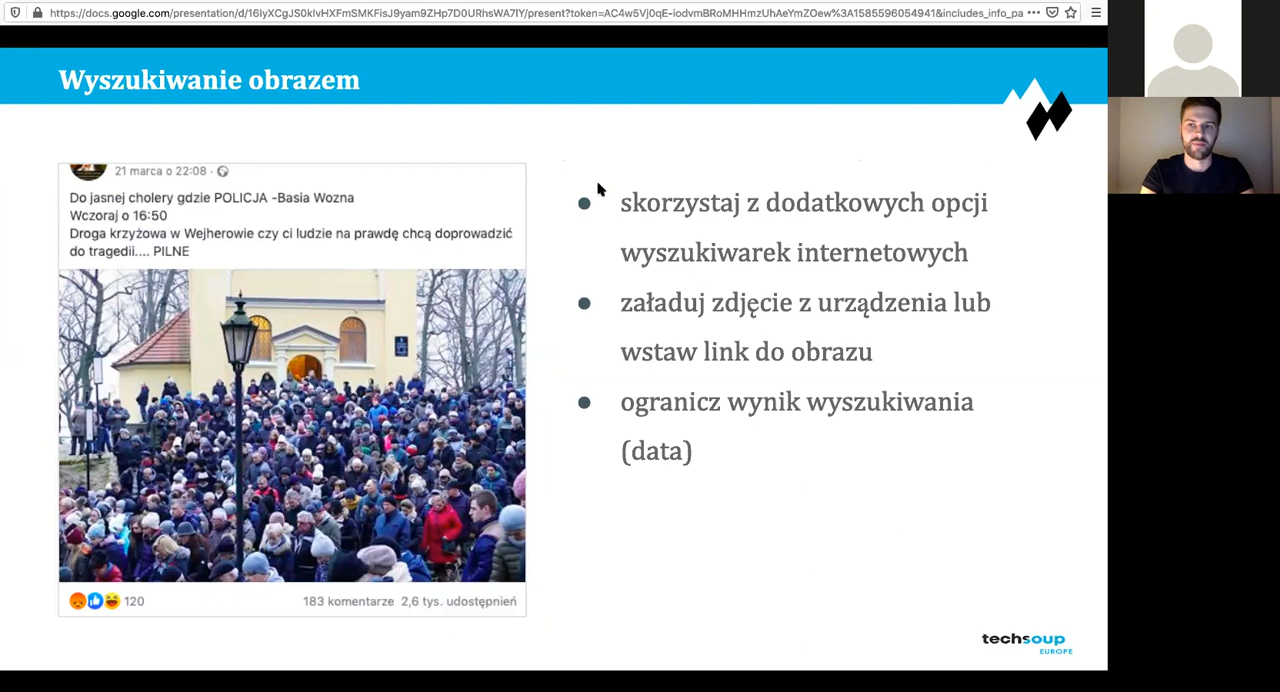 https://docs.google.com/presentation/d/16IyXCgJS0klvHXFmSMKFisJ9yam9ZHp7D0URhsWA7IY/present?token=AC4w5Vj0qE-iodvmBRoMHHmzUhAeYmZOew%3A1585596054941&includes_info_pa
Wyszukiwanie obrazem
21 marca o 22:08 ·
Do jasnej cholery gdzie POLICJA -Basia Wozna
Wczoraj o 16:50
Droga krzyżowa w Wejherowie czy ci ludzie na prawdę chcą doprowadzić
do tragedii.... PILNE
120
183 komentarze 2,6 tys. udostępnień
• skorzystaj z dodatkowych opcji
wyszukiwarek internetowych
• załaduj zdjęcie z urządzenia lub
wstaw link do obrazu
• ogranicz wynik wyszukiwania
(data)
techsoup
EUROPE